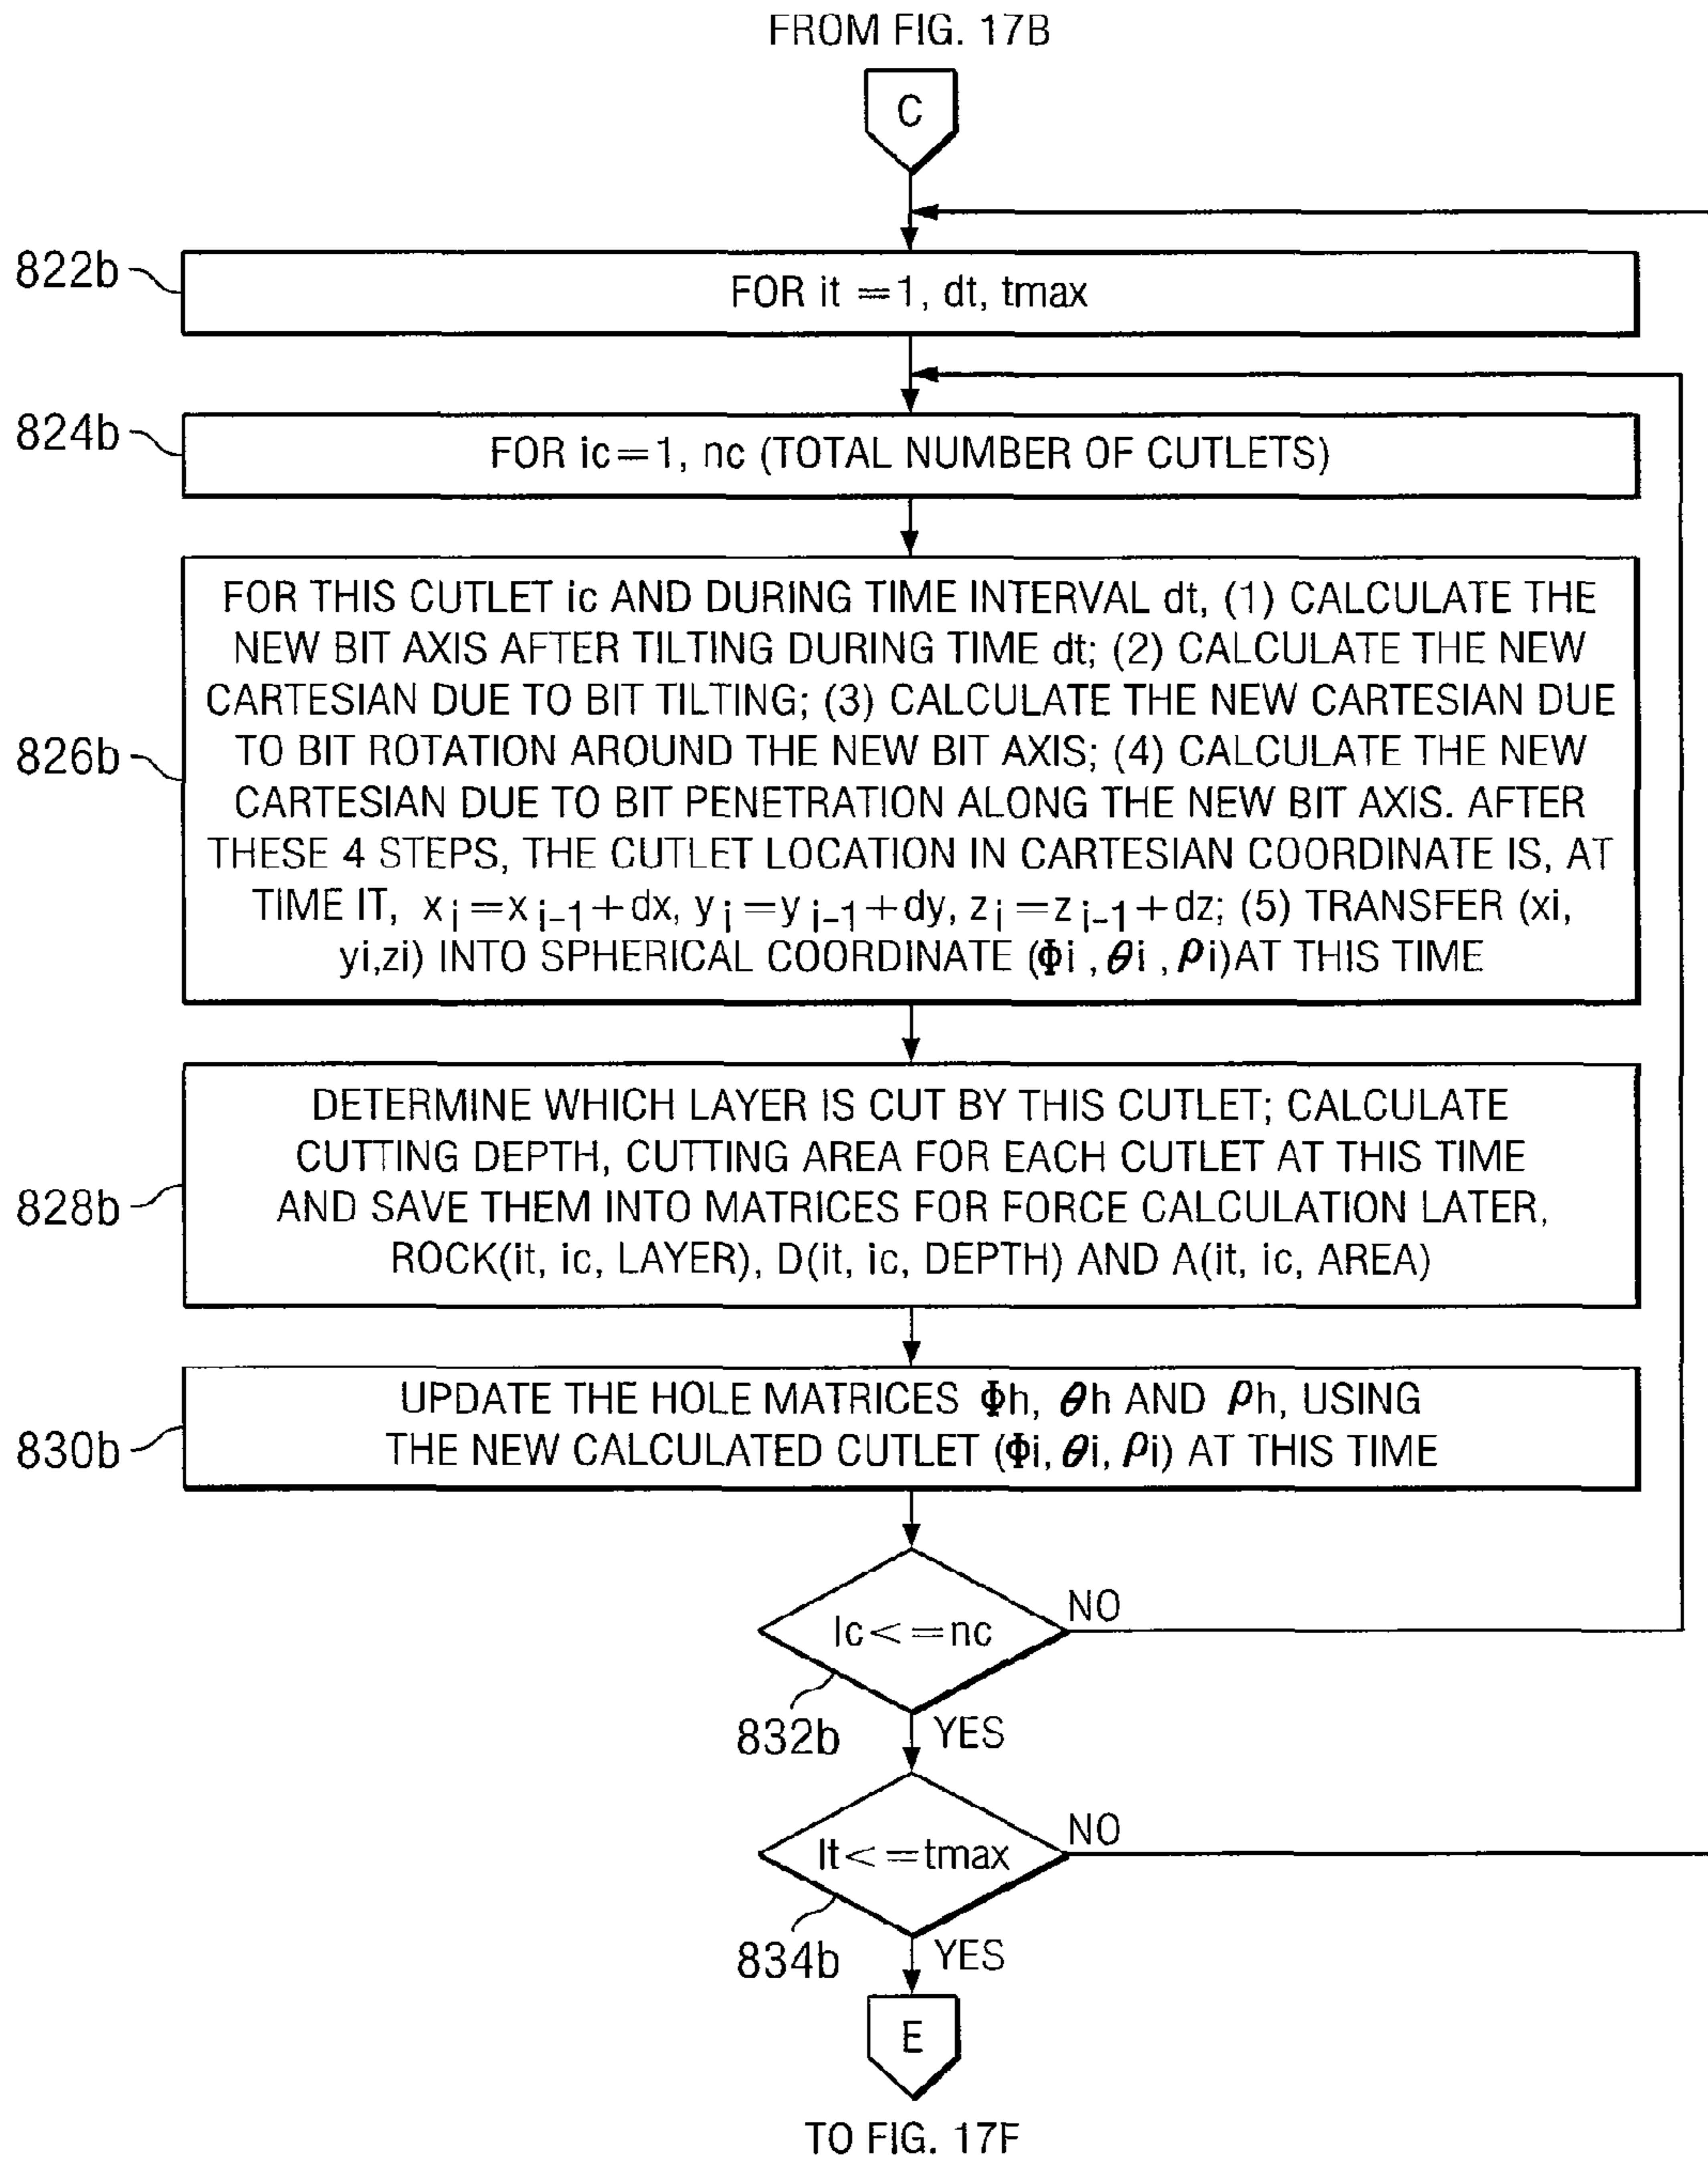 FROM FIG. 17B
C
822b
FOR it = 1, dt, tmax
824b
FOR ic = 1, nc (TOTAL NUMBER OF CUTLETS)
826b
FOR THIS CUTLET ic AND DURING TIME INTERVAL dt, (1) CALCULATE THE
NEW BIT AXIS AFTER TILTING DURING TIME dt; (2) CALCULATE THE NEW
CARTESIAN DUE TO BIT TILTING; (3) CALCULATE THE NEW CARTESIAN DUE
TO BIT ROTATION AROUND THE NEW BIT AXIS; (4) CALCULATE THE NEW
CARTESIAN DUE TO BIT PENETRATION ALONG THE NEW BIT AXIS. AFTER
THESE 4 STEPS, THE CUTLET LOCATION IN CARTESIAN COORDINATE IS, AT
TIME IT, x i = x i–1 + dx, y i = y i–1 + dy, z i = z i–1 + dz; (5) TRANSFER (xi,
yi,zi) INTO SPHERICAL COORDINATE (Φi , θi , ρi)AT THIS TIME
828b
DETERMINE WHICH LAYER IS CUT BY THIS CUTLET; CALCULATE
CUTTING DEPTH, CUTTING AREA FOR EACH CUTLET AT THIS TIME
AND SAVE THEM INTO MATRICES FOR FORCE CALCULATION LATER,
ROCK(it, ic, LAYER), D(it, ic, DEPTH) AND A(it, ic, AREA)
830b
UPDATE THE HOLE MATRICES Φh, θh AND ρh, USING
THE NEW CALCULATED CUTLET (Φi, θi, ρi) AT THIS TIME
Ic < = nc
NO
832b
YES
It < = tmax
NO
834b
YES
E
TO FIG. 17F